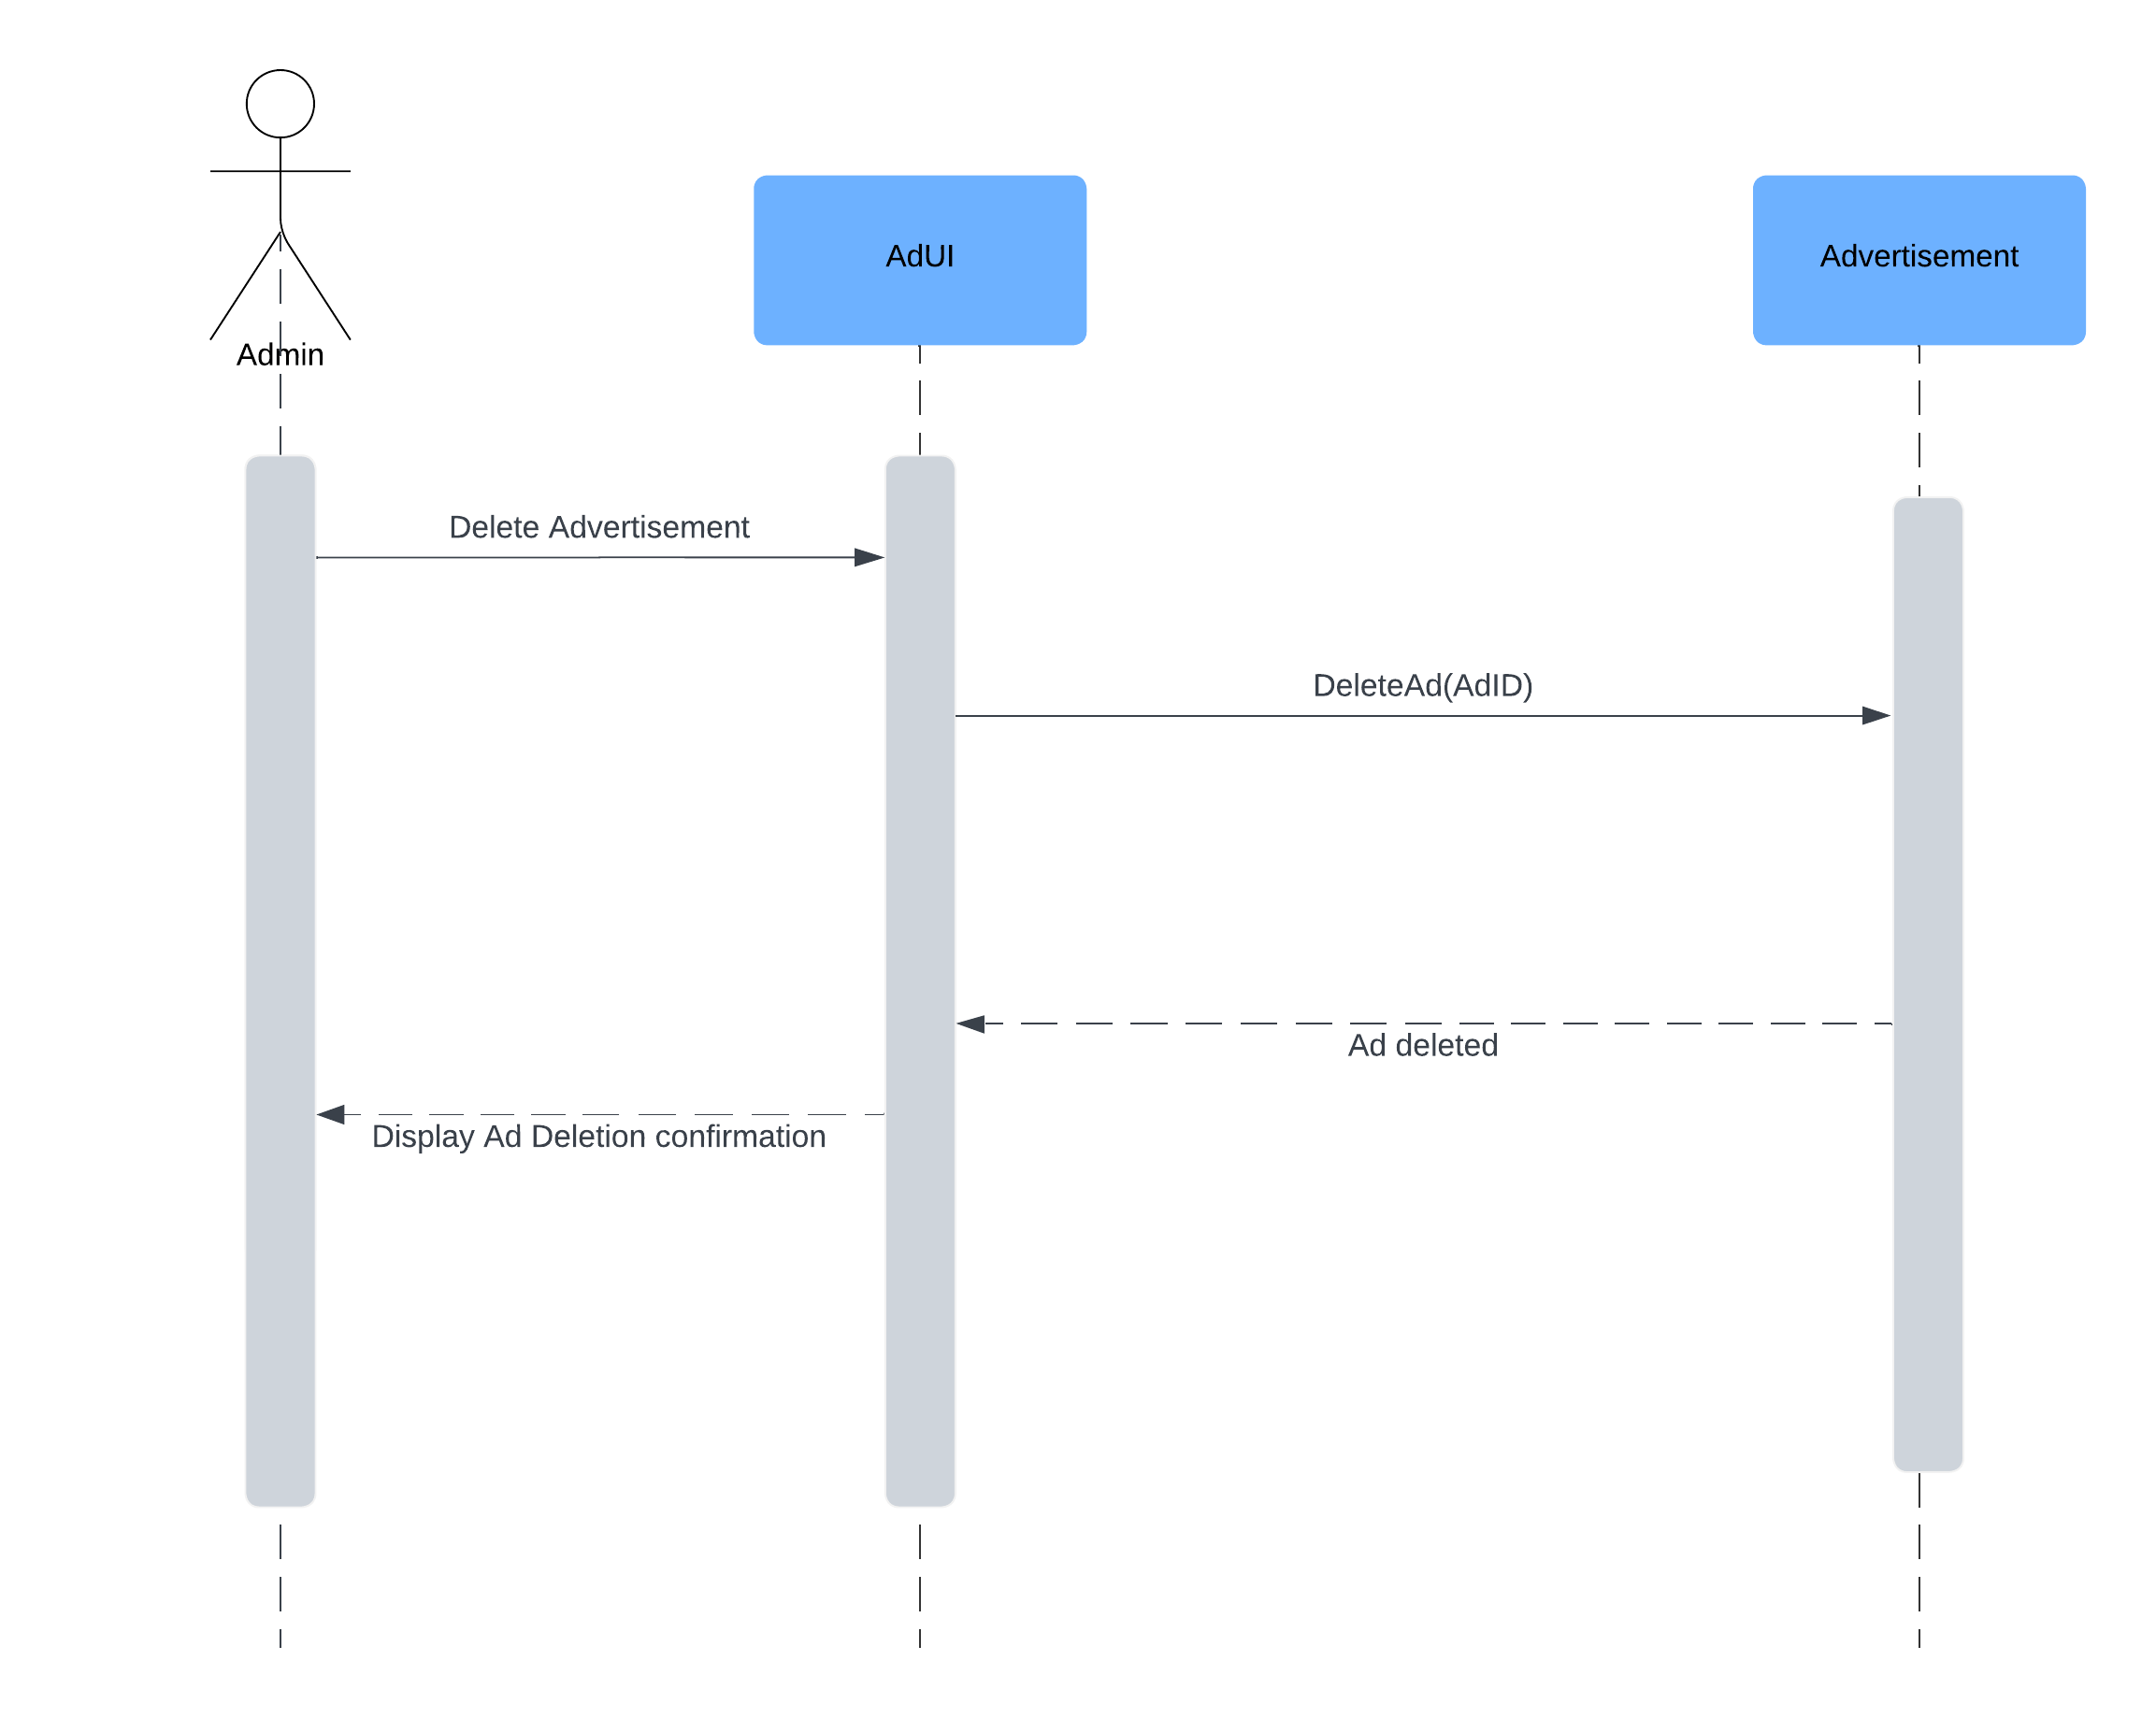 Admin
AdUI
Advertisement
Delete Advertisement
DeleteAd(AdID)
Ad deleted
Display Ad Deletion confirmation